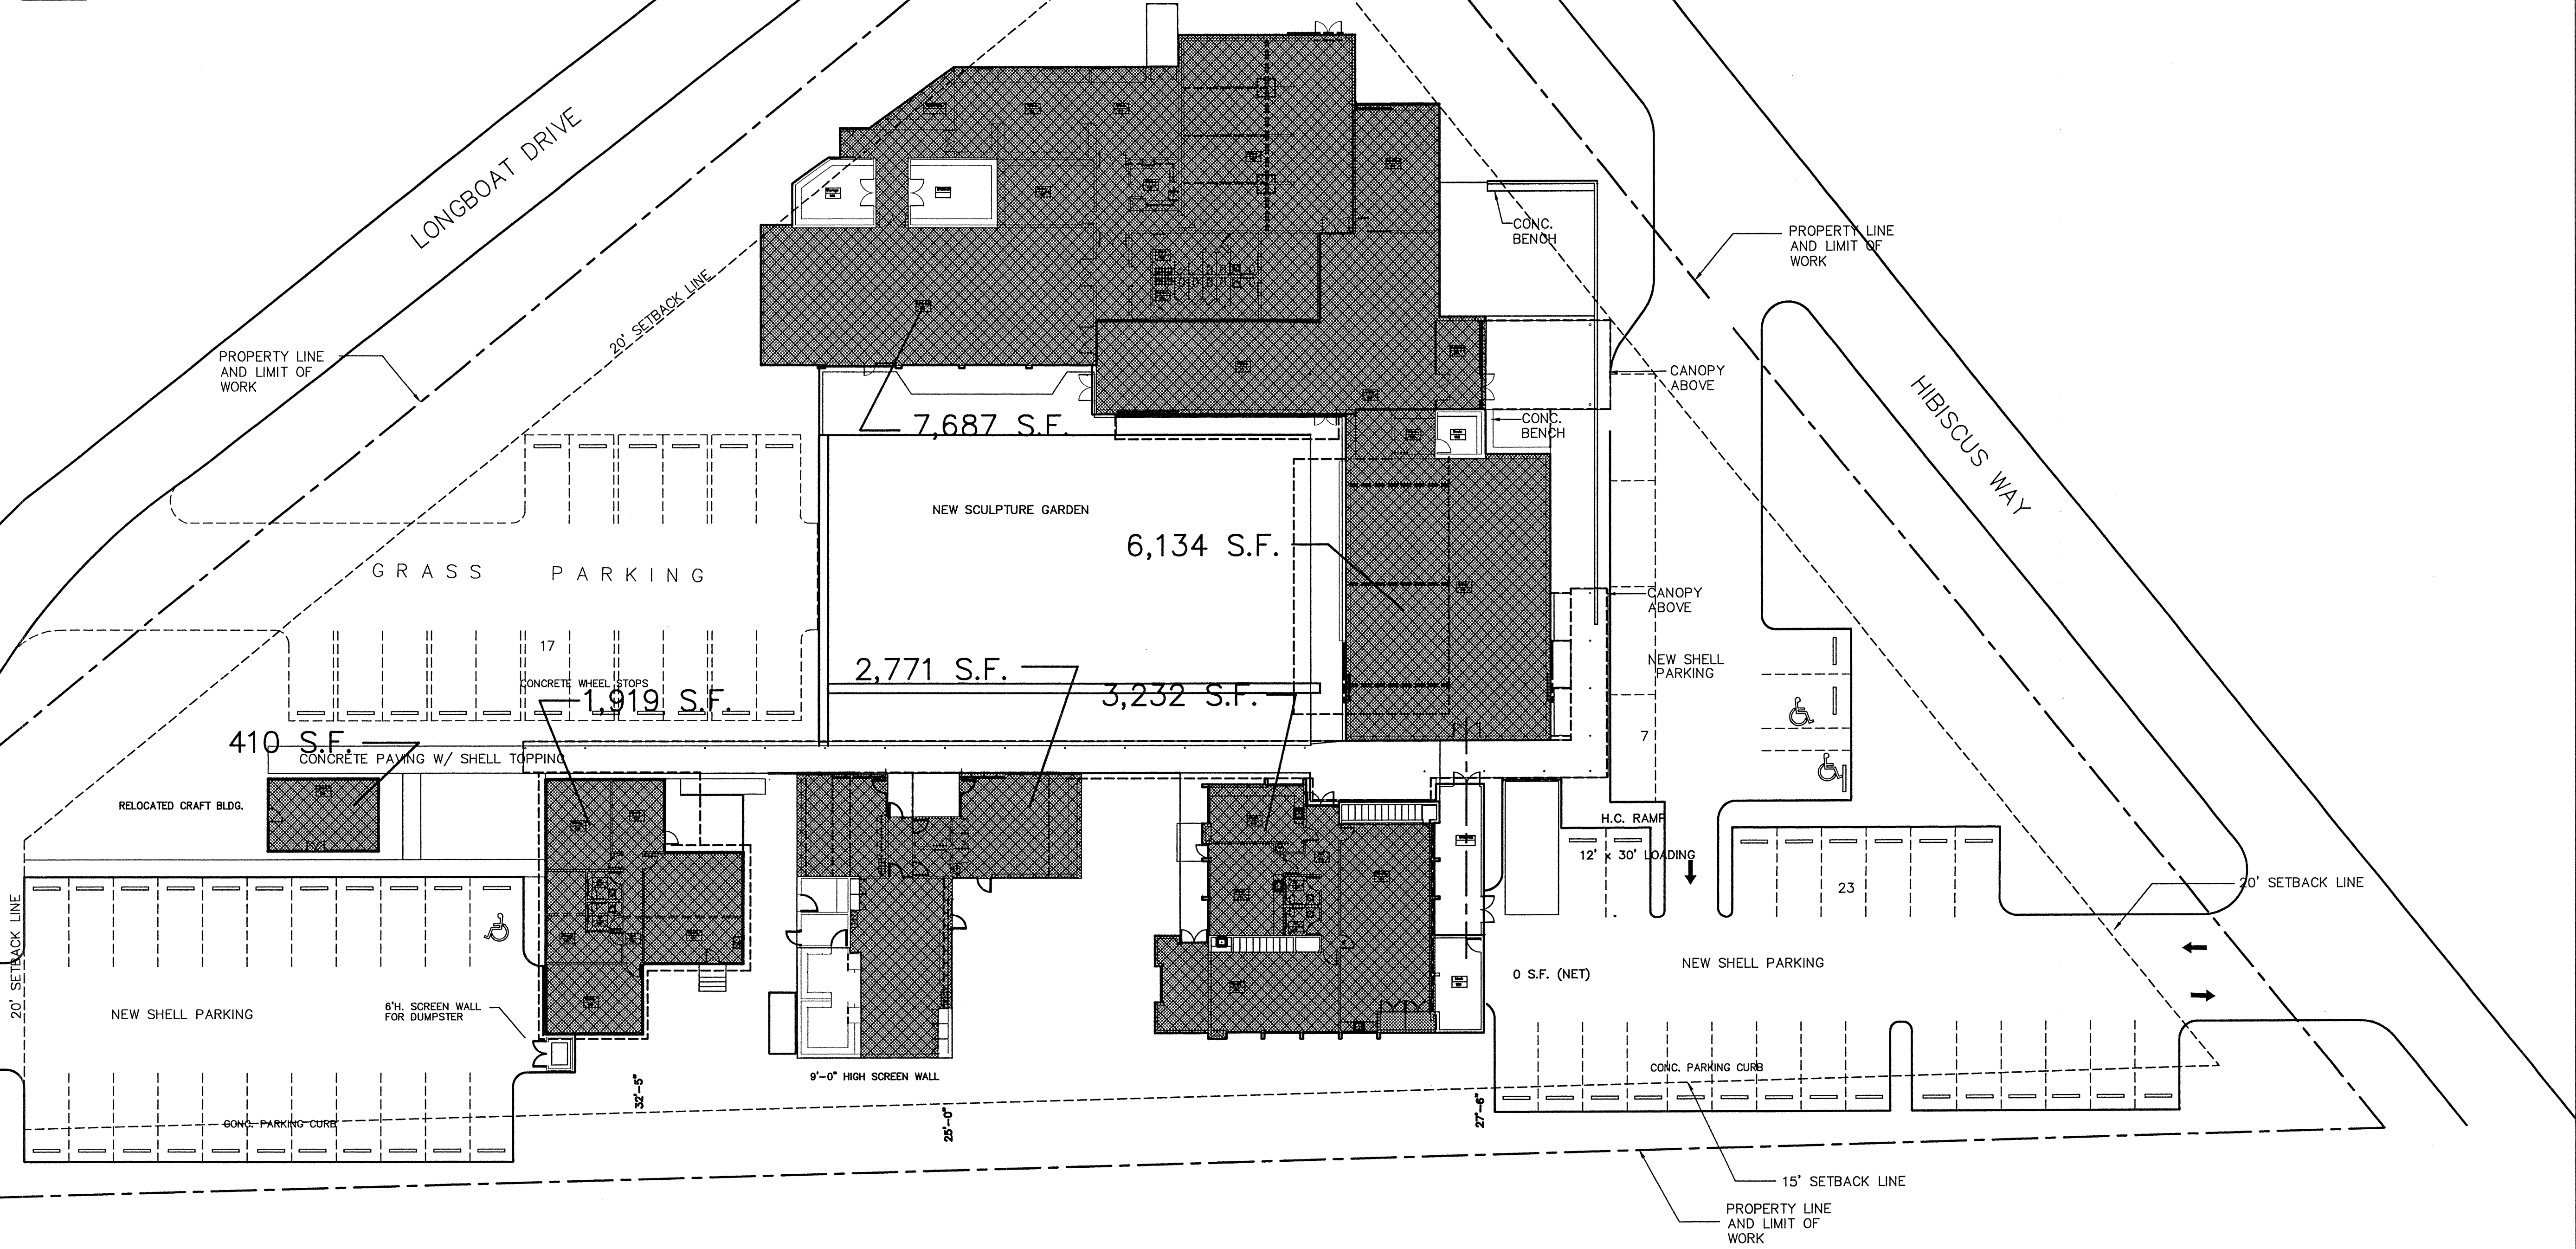 LONGBOAT DRIVE
20' SETBACK LINE
PROPERTY LINE
AND LIMIT OF
WORK
CONC.
BENCH
PROPERTY LINE
AND LIMIT OF
WORK
CANOPY
ABOVE
HIBISCUS WAY
7,687 S.F.
CONC.
BENCH
NEW SCULPTURE GARDEN
6,134 S.F.
GRASS PARKING
CANOPY
ABOVE
17
CONCRETE WHEEL STOPS
1,919 S.F.
2,771 S.F.
3,232 S.F.
NEW SHELL
PARKING
7
410 S.F.
CONCRETE PAVING W/ SHELL TOPPING
RELOCATED CRAFT BLDG.
H.C. RAMP
12' x 30' LOADING
23
20' SETBACK LINE
20' SETBACK LINE
NEW SHELL PARKING
6'H. SCREEN WALL
FOR DUMPSTER
0 S.F. (NET)
NEW SHELL PARKING
9'-0" HIGH SCREEN WALL
CONC. PARKING CURB
32'-5"
25'-0"
27'-6"
CONC. PARKING CURB
15' SETBACK LINE
PROPERTY LINE
AND LIMIT OF
WORK